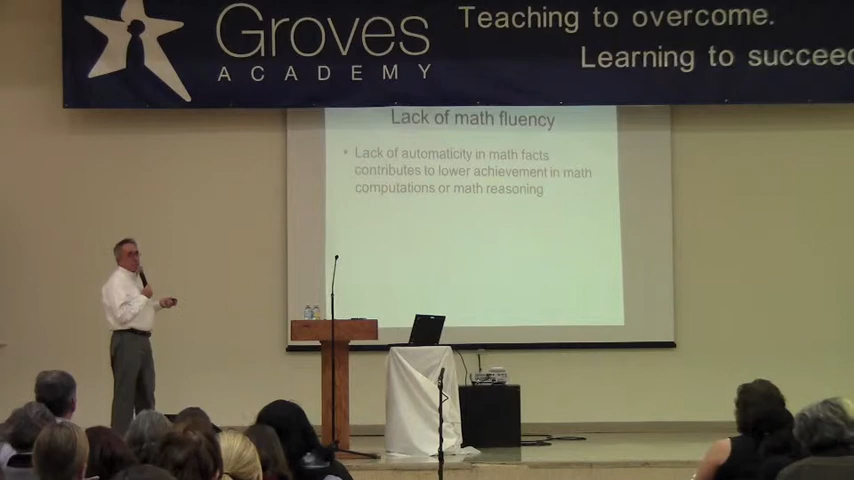 Groves
ACADEMY
Teaching to overcome.
Learning to succeed
Lack of math fluency
• Lack of automaticity in math facts
contributes to lower achievement in math
computations or math reasoning